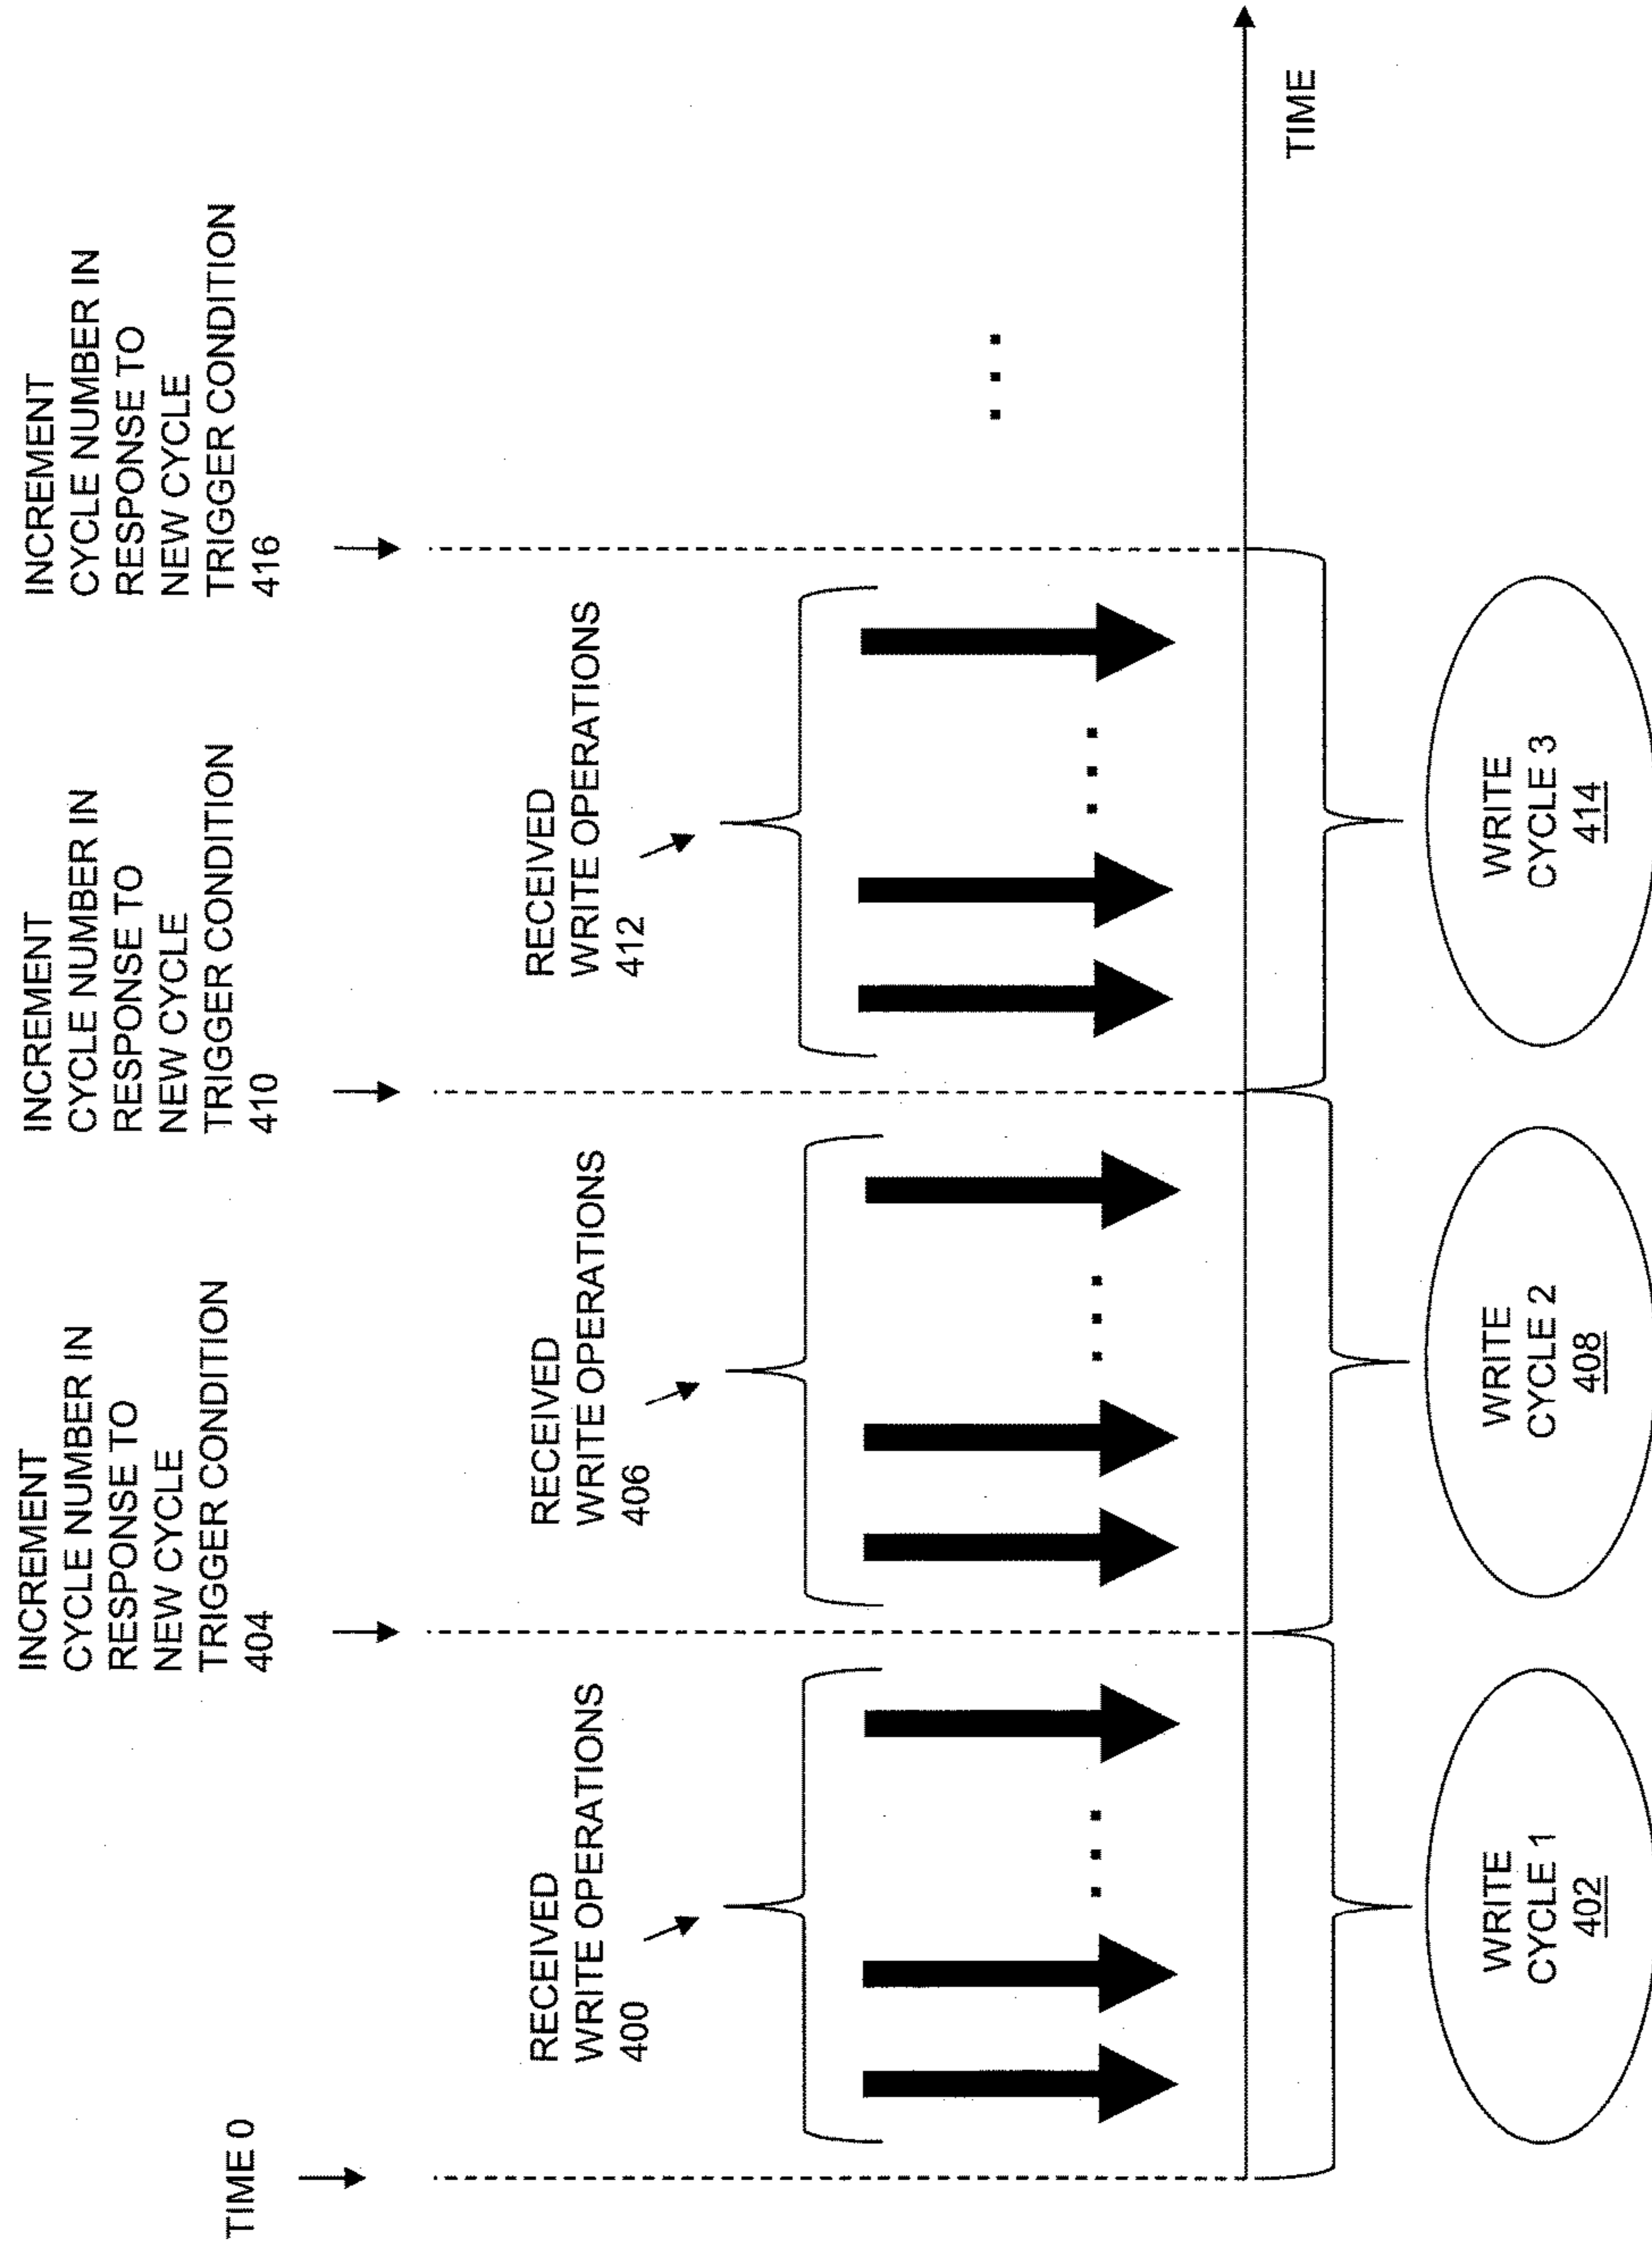 TIME 0
INCREMENT
CYCLE NUMBER IN
RESPONSE TO
NEW CYCLE
TRIGGER CONDITION
404
INCREMENT
CYCLE NUMBER IN
RESPONSE TO
NEW CYCLE
TRIGGER CONDITION
410
INCREMENT
CYCLE NUMBER IN
RESPONSE TO
NEW CYCLE
TRIGGER CONDITION
416
RECEIVED
WRITE OPERATIONS
400
RECEIVED
WRITE OPERATIONS
406
RECEIVED
WRITE OPERATIONS
412
. . .
. . .
. . .
. . .
TIME
WRITE
CYCLE 1
402
WRITE
CYCLE 2
408
WRITE
CYCLE 3
414